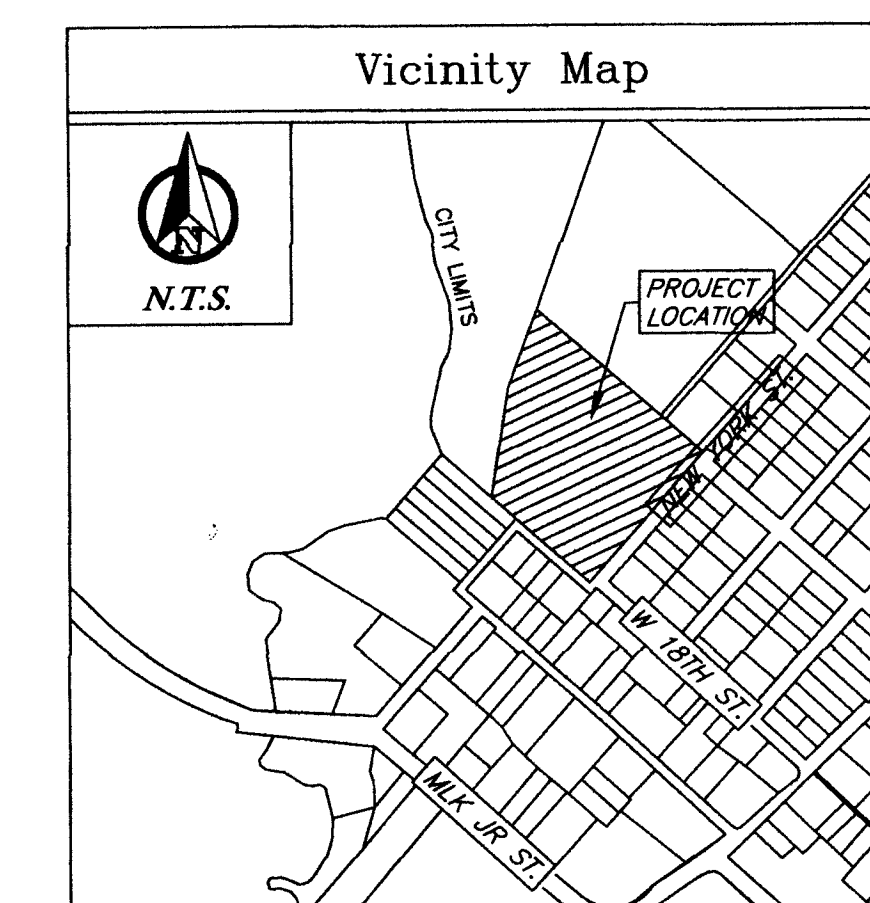 Vicinity Map
N
N.T.S.
CITY LIMITS
PROJECT
LOCATION
NEW YORK ST.
W 18TH ST.
MLK JR ST.